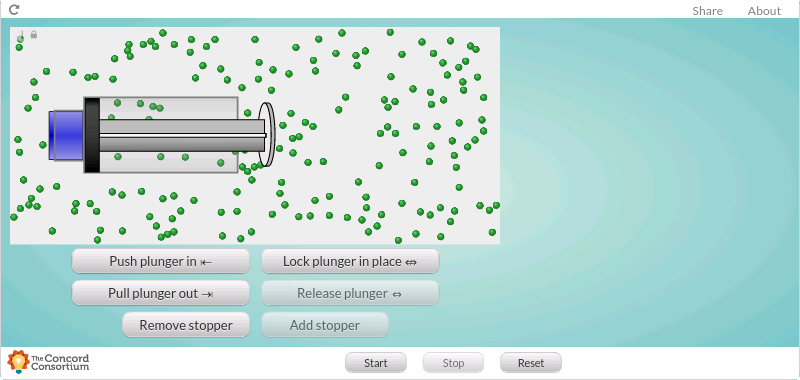 Share About
Push plunger in ⇤ Lock plunger in place ⇹
Pull plunger out ⇥ Release plunger ⇔
Remove stopper Add stopper
The Concord
Consortium
Start Stop Reset